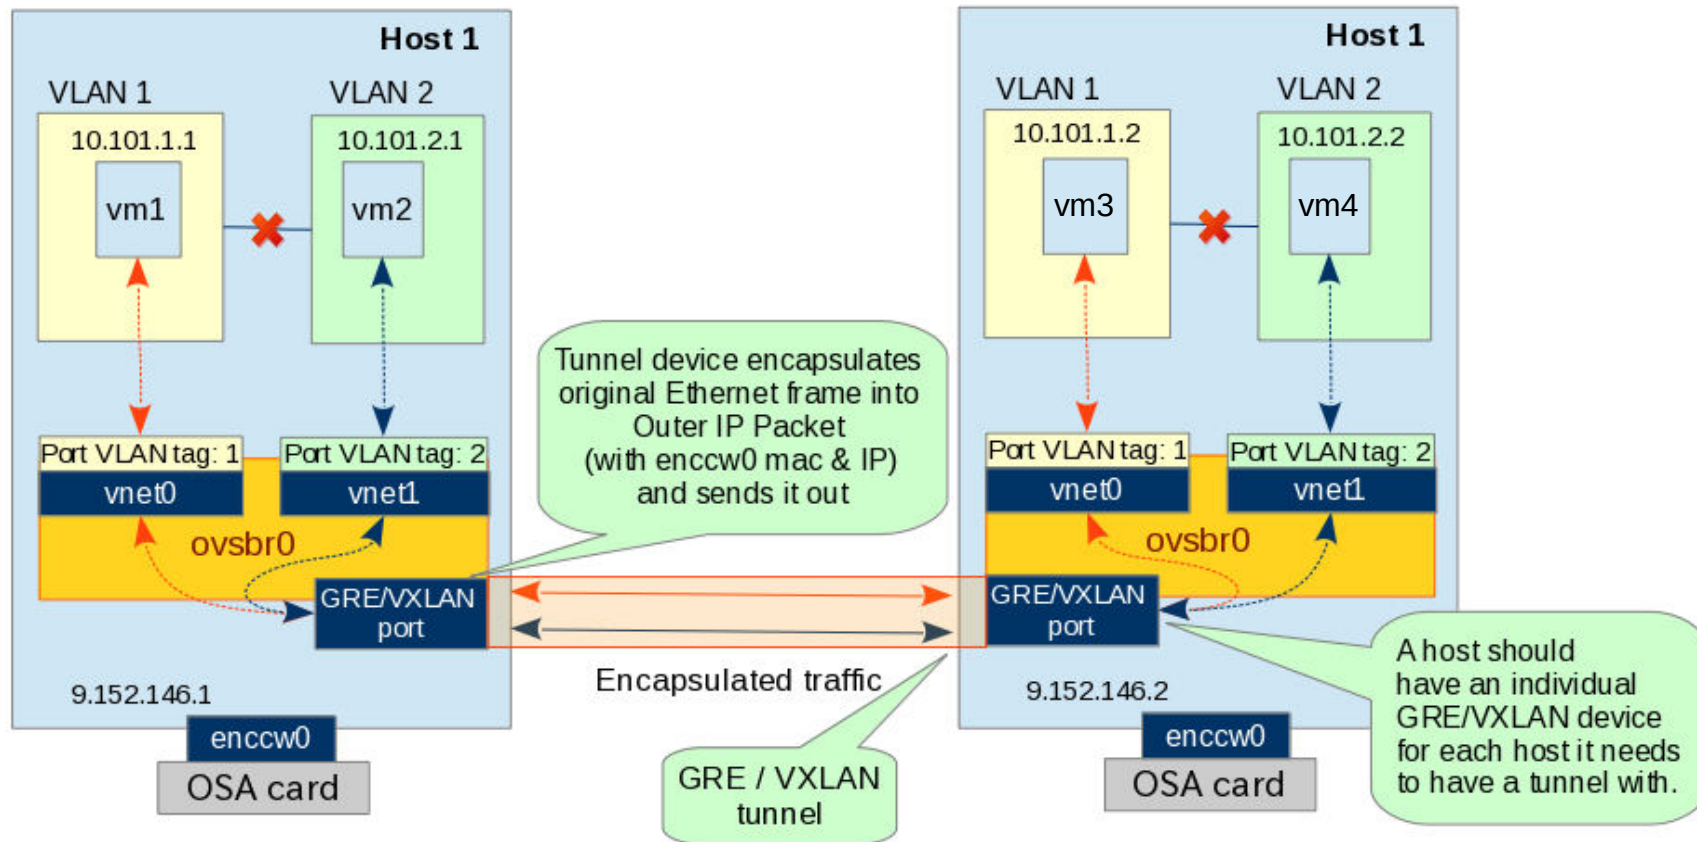 Host 1
VLAN 1
VLAN 2
10.101.1.1
10.101.2.1
vm1
vm2
Port VLAN tag: 1
Port VLAN tag: 2
vnet0
vnet1
ovsbr0
GRE/VXLAN
port
9.152.146.1
enccw0
OSA card
Tunnel device encapsulates
original Ethernet frame into
Outer IP Packet
(with enccw0 mac & IP)
and sends it out
Encapsulated traffic
GRE / VXLAN
tunnel
Host 1
VLAN 1
VLAN 2
10.101.1.2
10.101.2.2
vm3
vm4
Port VLAN tag: 1
Port VLAN tag: 2
vnet0
vnet1
ovsbr0
GRE/VXLAN
port
9.152.146.2
enccw0
OSA card
A host should
have an individual
GRE/VXLAN device
for each host it needs
to have a tunnel with.